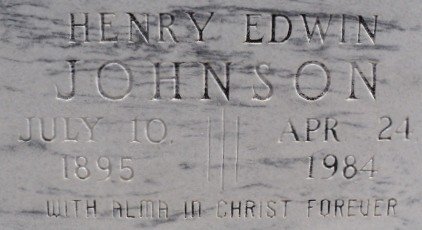 HENRY EDWIN
JOHNSON
JULY 10 APR 24
1895 1984
WITH ALMA IN CHRIST FOREVER